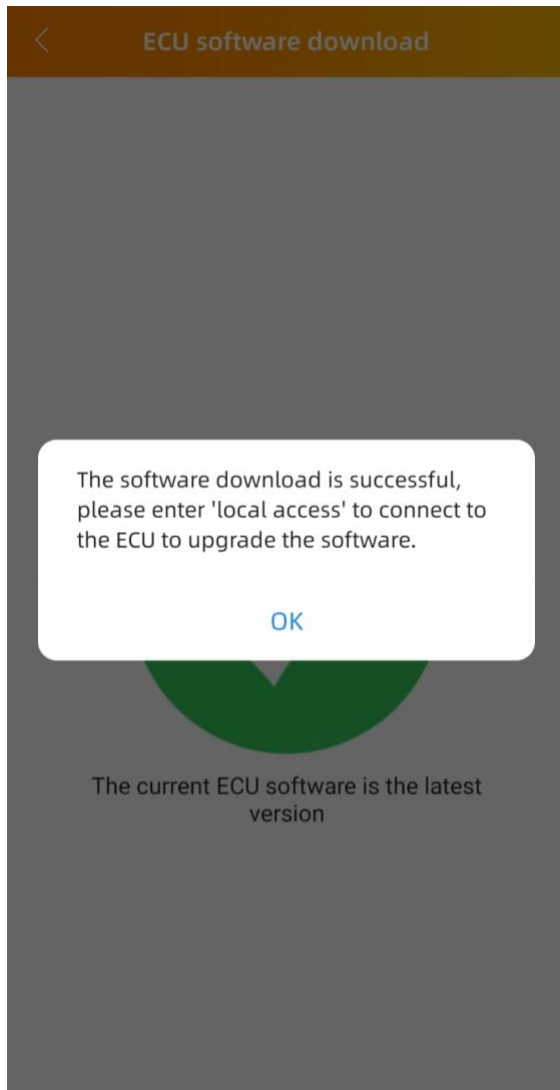 ECU software download
The software download is successful,
please enter 'local access' to connect to
the ECU to upgrade the software.
OK
The current ECU software is the latest
version